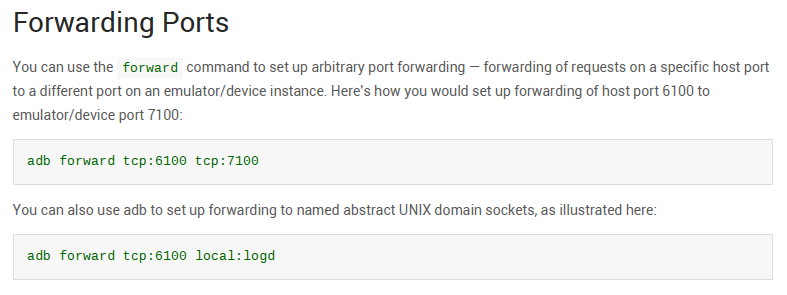 Forwarding Ports
You can use the forward command to set up arbitrary port forwarding — forwarding of requests on a specific host port
to a different port on an emulator/device instance. Here's how you would set up forwarding of host port 6100 to
emulator/device port 7100:
adb forward tcp:6100 tcp:7100
You can also use adb to set up forwarding to named abstract UNIX domain sockets, as illustrated here:
adb forward tcp:6100 local:logd